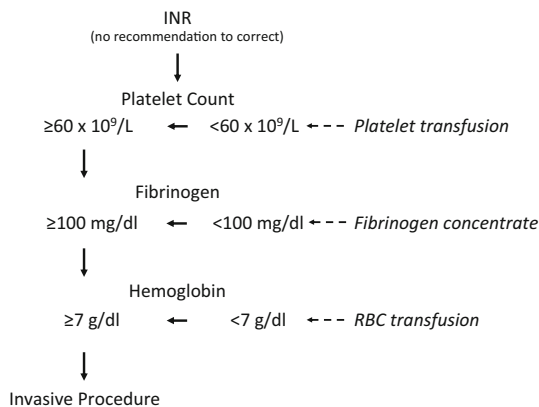 INR
(no recommendation to correct)
Platelet Count
≥60 x 10⁹/L <60 x 10⁹/L Platelet transfusion
Fibrinogen
≥100 mg/dl <100 mg/dl Fibrinogen concentrate
Hemoglobin
≥7 g/dl <7 g/dl RBC transfusion
Invasive Procedure